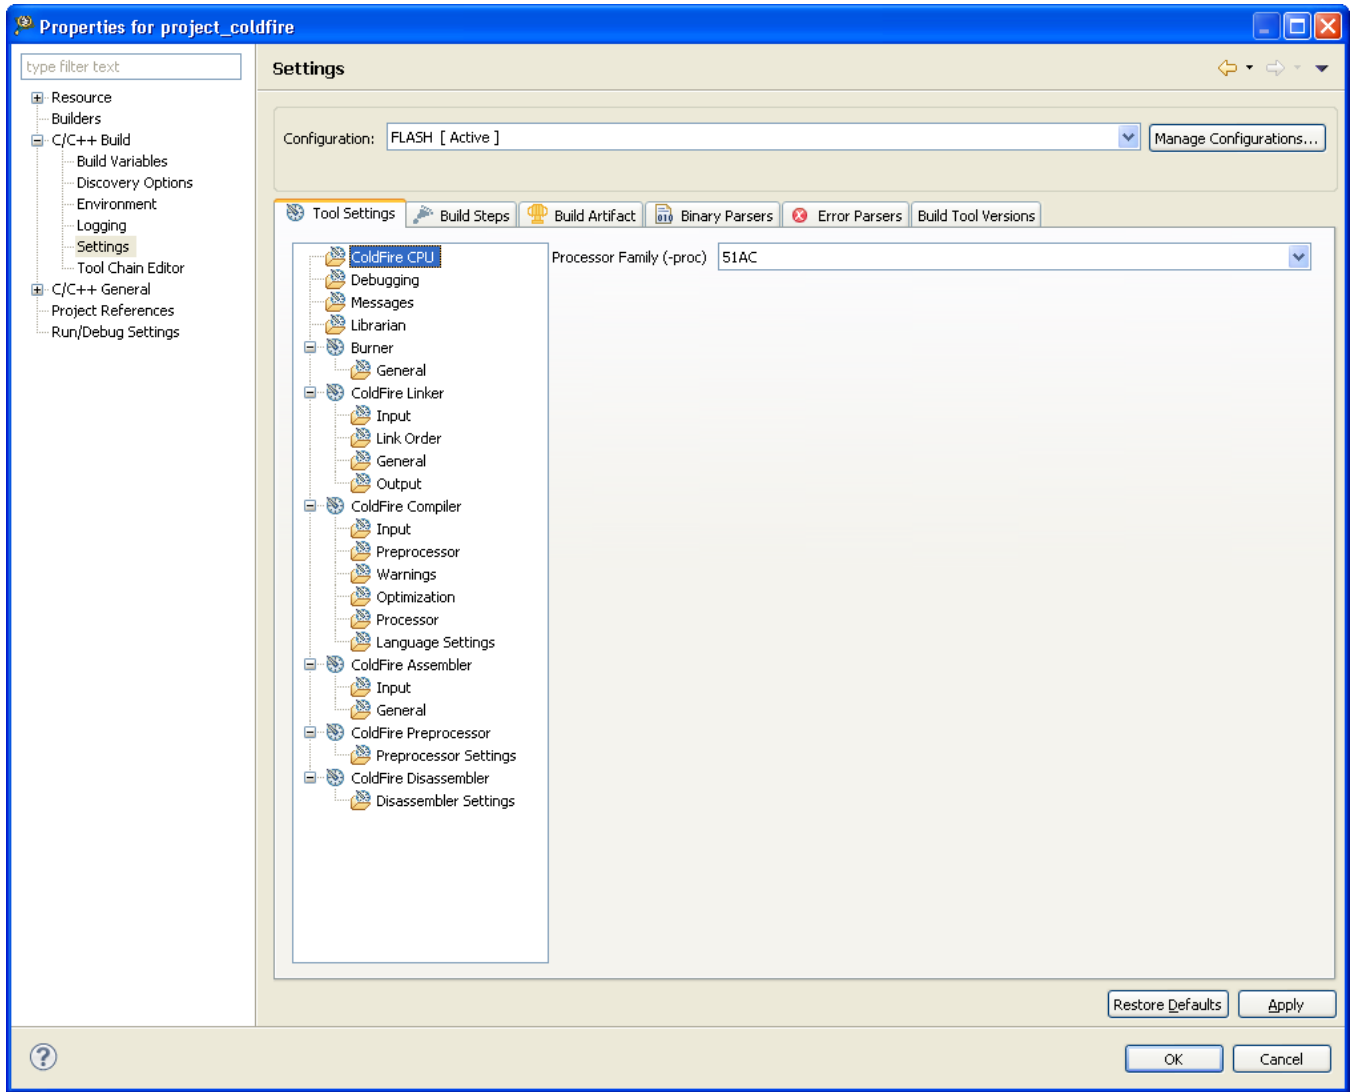 Properties for project_coldfire
type filter text
Resource
Builders
C/C++ Build
Build Variables
Discovery Options
Environment
Logging
Settings
Tool Chain Editor
C/C++ General
Project References
Run/Debug Settings
Settings
Configuration: FLASH [ Active ] Manage Configurations...
Tool Settings Build Steps Build Artifact 010 Binary Parsers Error Parsers Build Tool Versions
ColdFire CPU
Debugging
Messages
Librarian
Burner
General
ColdFire Linker
Input
Link Order
General
Output
ColdFire Compiler
Input
Preprocessor
Warnings
Optimization
Processor
Language Settings
ColdFire Assembler
Input
General
ColdFire Preprocessor
Preprocessor Settings
ColdFire Disassembler
Disassembler Settings
Processor Family (-proc) 51AC
Restore Defaults Apply
? OK Cancel